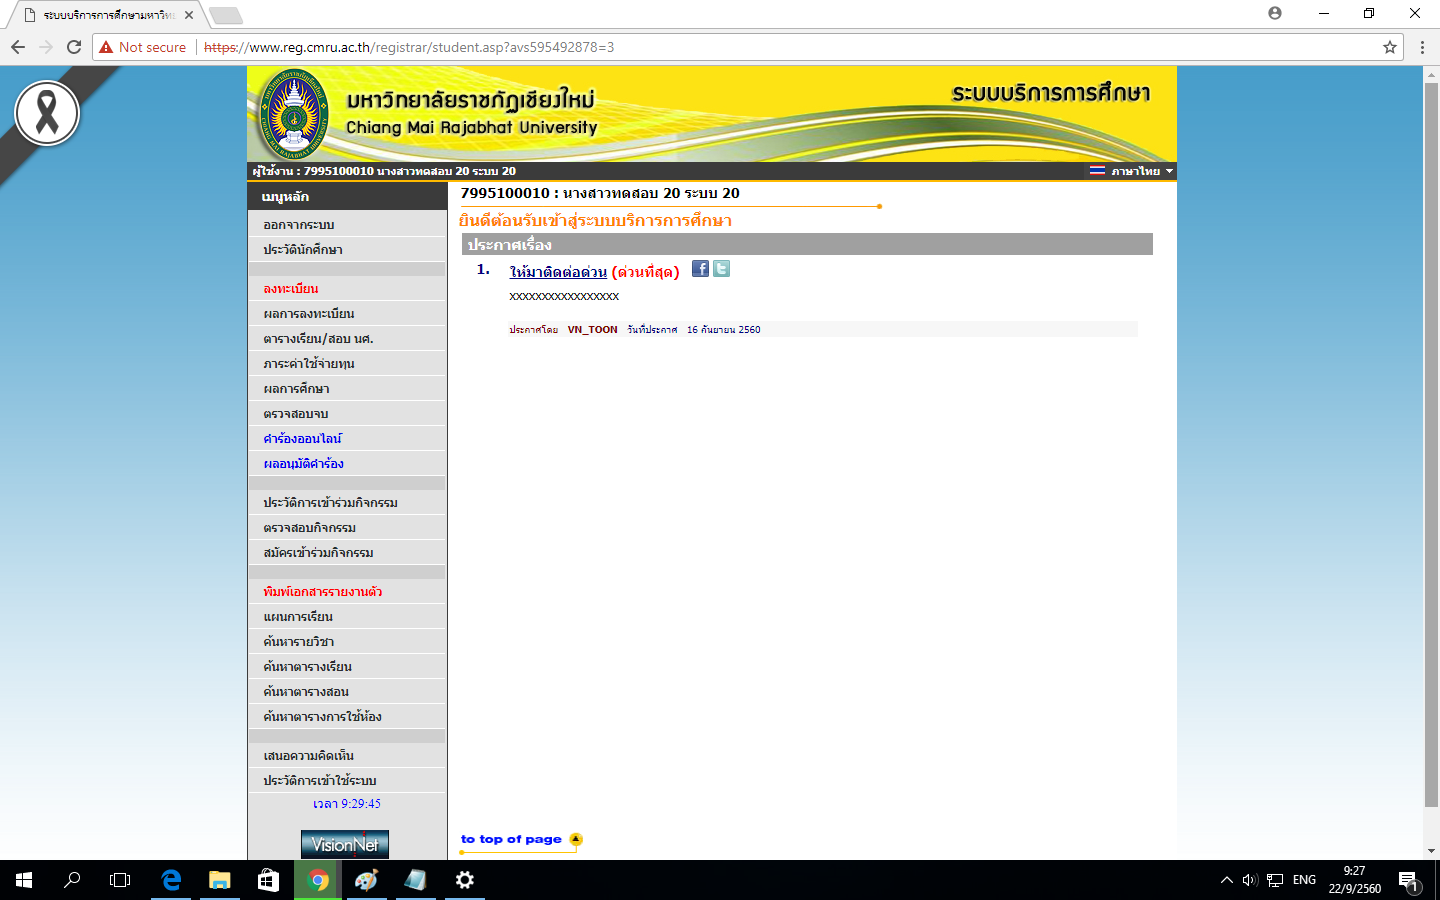 ระบบบริการการศึกษามหาวิทย
Not secure
https://www.reg.cmru.ac.th/registrar/student.asp?avs595492878=3
มหาวิทยาลัยราชภัฏเชียงใหม่
Chiang Mai Rajabhat University
ระบบบริการการศึกษา
ผู้ใช้งาน : 7995100010 นางสาวทดสอบ 20 ระบบ 20
ภาษาไทย
เมนูหลัก
ออกจากระบบ
ประวัตินักศึกษา
ลงทะเบียน
ผลการลงทะเบียน
ตารางเรียน/สอบ นศ.
ภาระค่าใช้จ่ายทุน
ผลการศึกษา
ตรวจสอบจบ
คำร้องออนไลน์
ผลอนุมัติคำร้อง
ประวัติการเข้าร่วมกิจกรรม
ตรวจสอบกิจกรรม
สมัครเข้าร่วมกิจกรรม
พิมพ์เอกสารรายงานตัว
แผนการเรียน
ค้นหารายวิชา
ค้นหาตารางเรียน
ค้นหาตารางสอน
ค้นหาตารางการใช้ห้อง
เสนอความคิดเห็น
ประวัติการเข้าใช้ระบบ
เวลา 9:29:45
VisionNet
7995100010 : นางสาวทดสอบ 20 ระบบ 20
ยินดีต้อนรับเข้าสู่ระบบบริการการศึกษา
ประกาศเรื่อง
1. ให้มาติดต่อด่วน (ด่วนที่สุด)
xxxxxxxxxxxxxxxxx
ประกาศโดย VN_TOON วันที่ประกาศ 16 กันยายน 2560
to top of page
ENG
9:27
22/9/2560
1